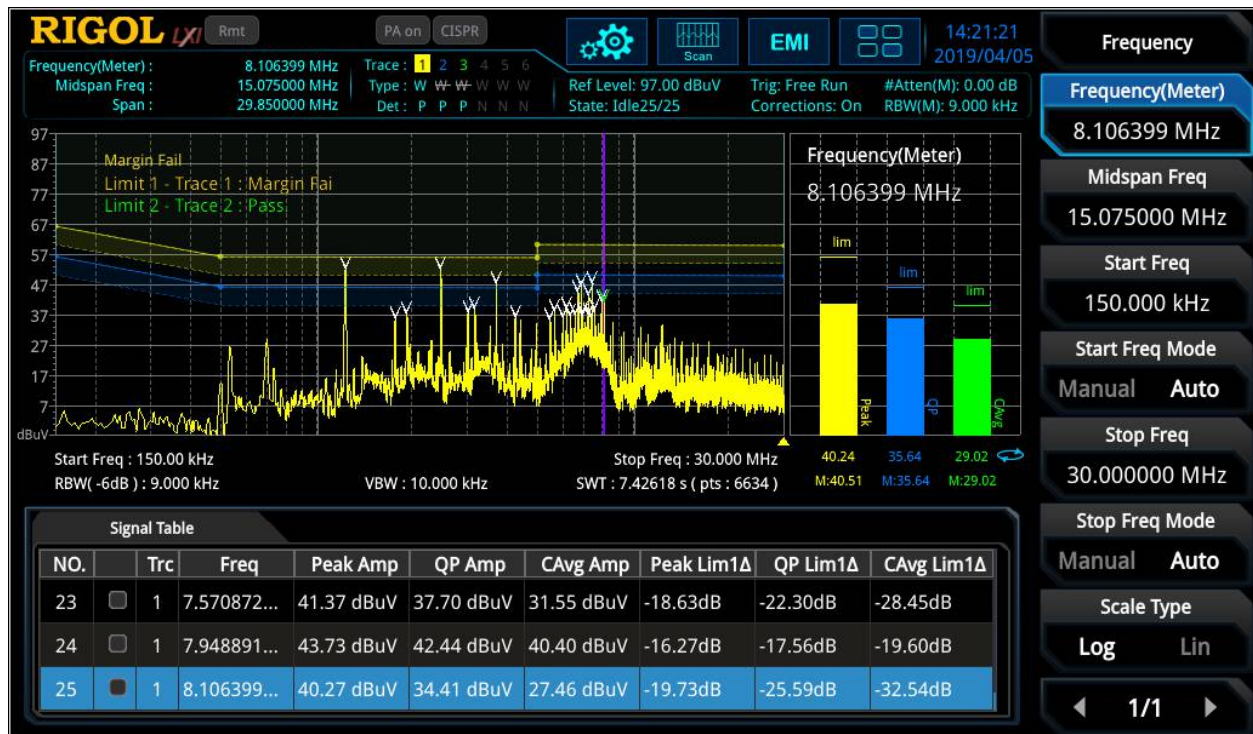 RIGOL LXI Rmt PA on CISPR Scan EMI 14:21:21
2019/04/05
Frequency(Meter) : 8.106399 MHz
Midspan Freq : 15.075000 MHz
Span : 29.850000 MHz
Trace : 1 2 3 4 5 6
Type : W W W W W W
Det : P P P N N N
Ref Level: 97.00 dBuV
State: Idle25/25
Trig: Free Run
Corrections: On
#Atten(M): 0.00 dB
RBW(M): 9.000 kHz
97
87
77
67
57
47
37
27
17
7
dBuV
Margin Fail
Limit 1 - Trace 1 : Margin Fai
Limit 2 - Trace 2 : Pass
Start Freq : 150.00 kHz
Stop Freq : 30.000 MHz
RBW( -6dB ) : 9.000 kHz
VBW : 10.000 kHz
SWT : 7.42618 s ( pts : 6634 )
Frequency(Meter)
8.106399 MHz
lim
lim
lim
Peak
QP
CAvg
40.24 35.64 29.02
M:40.51 M:35.64 M:29.02
Signal Table
NO. Trc Freq Peak Amp QP Amp CAvg Amp Peak Lim1Δ QP Lim1Δ CAvg Lim1Δ
23 1 7.570872... 41.37 dBuV 37.70 dBuV 31.55 dBuV -18.63dB -22.30dB -28.45dB
24 1 7.948891... 43.73 dBuV 42.44 dBuV 40.40 dBuV -16.27dB -17.56dB -19.60dB
25 1 8.106399... 40.27 dBuV 34.41 dBuV 27.46 dBuV -19.73dB -25.59dB -32.54dB
Frequency
Frequency(Meter)
8.106399 MHz
Midspan Freq
15.075000 MHz
Start Freq
150.000 kHz
Start Freq Mode
Manual Auto
Stop Freq
30.000000 MHz
Stop Freq Mode
Manual Auto
Scale Type
Log Lin
1/1